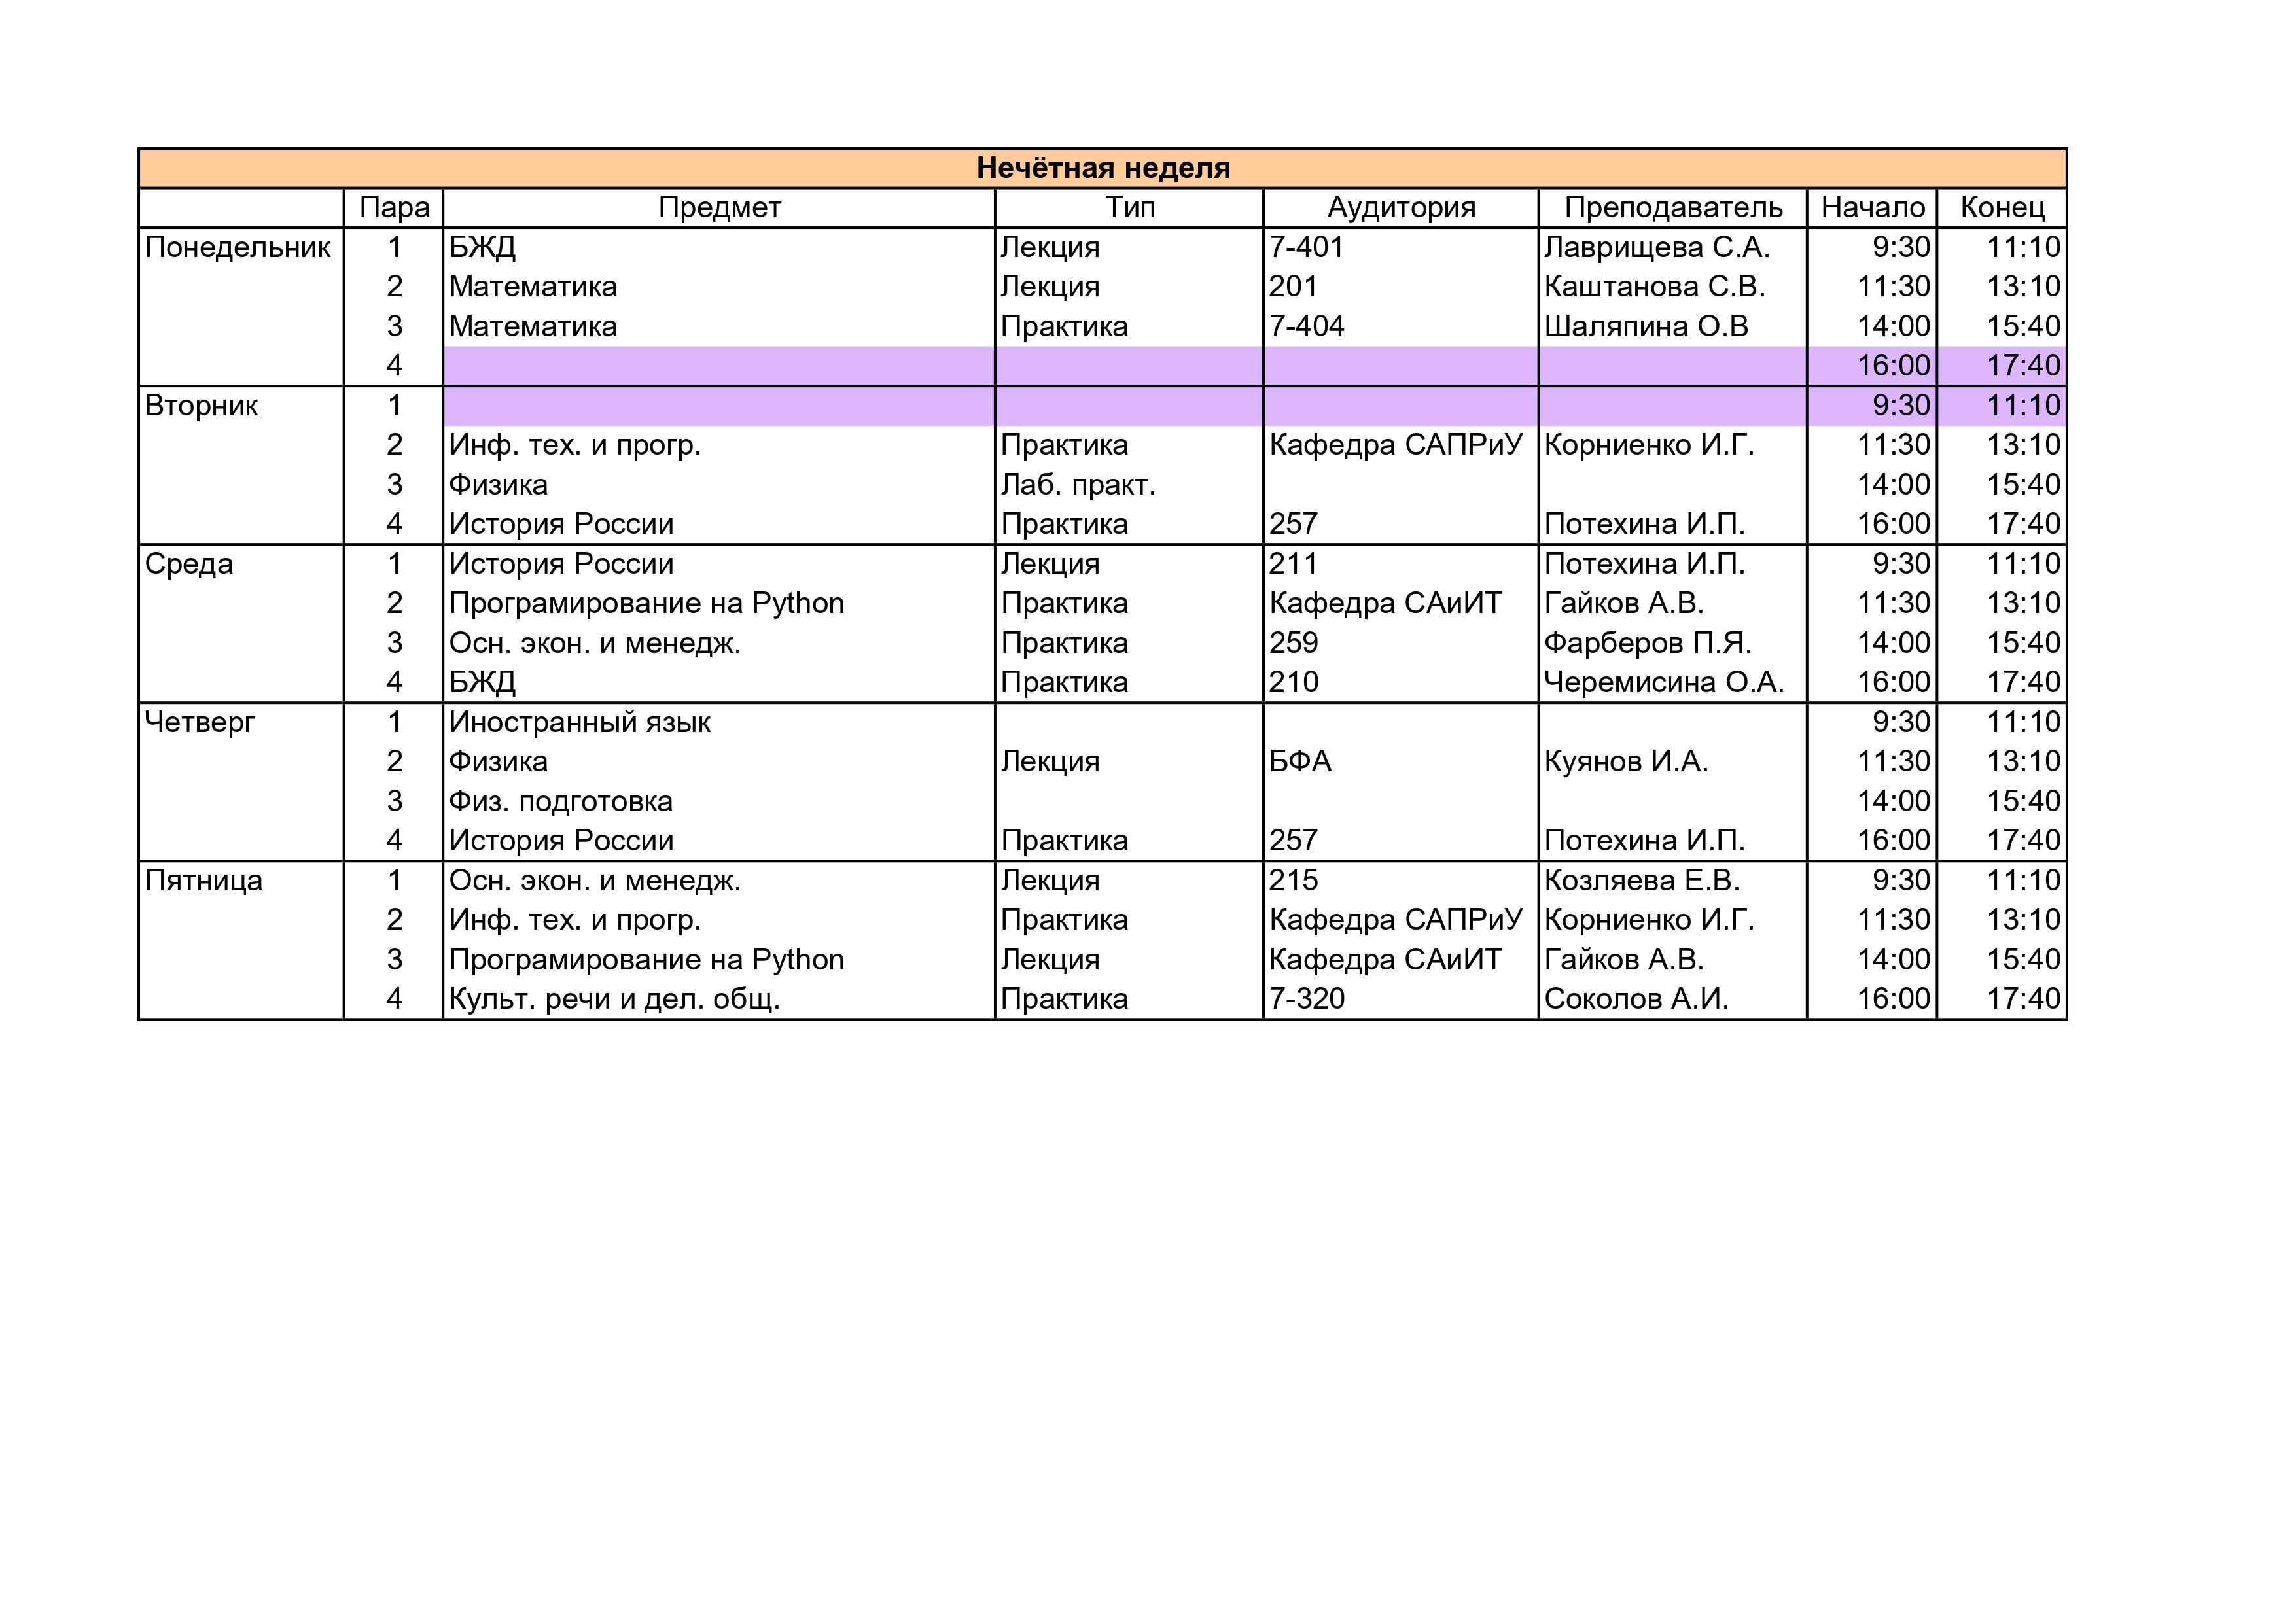 Нечётная неделя
Пара Предмет Тип Аудитория Преподаватель Начало Конец
Понедельник 1 БЖД Лекция 7-401 Лаврищева С.А. 9:30 11:10
2 Математика Лекция 201 Каштанова С.В. 11:30 13:10
3 Математика Практика 7-404 Шаляпина О.В 14:00 15:40
4 16:00 17:40
Вторник 1 9:30 11:10
2 Инф. тех. и прогр. Практика Кафедра САПРиУ Корниенко И.Г. 11:30 13:10
3 Физика Лаб. практ. 14:00 15:40
4 История России Практика 257 Потехина И.П. 16:00 17:40
Среда 1 История России Лекция 211 Потехина И.П. 9:30 11:10
2 Програмирование на Python Практика Кафедра САиИТ Гайков А.В. 11:30 13:10
3 Осн. экон. и менедж. Практика 259 Фарберов П.Я. 14:00 15:40
4 БЖД Практика 210 Черемисина О.А. 16:00 17:40
Четверг 1 Иностранный язык 9:30 11:10
2 Физика Лекция БФА Куянов И.А. 11:30 13:10
3 Физ. подготовка 14:00 15:40
4 История России Практика 257 Потехина И.П. 16:00 17:40
Пятница 1 Осн. экон. и менедж. Лекция 215 Козляева Е.В. 9:30 11:10
2 Инф. тех. и прогр. Практика Кафедра САПРиУ Корниенко И.Г. 11:30 13:10
3 Програмирование на Python Лекция Кафедра САиИТ Гайков А.В. 14:00 15:40
4 Культ. речи и дел. общ. Практика 7-320 Соколов А.И. 16:00 17:40